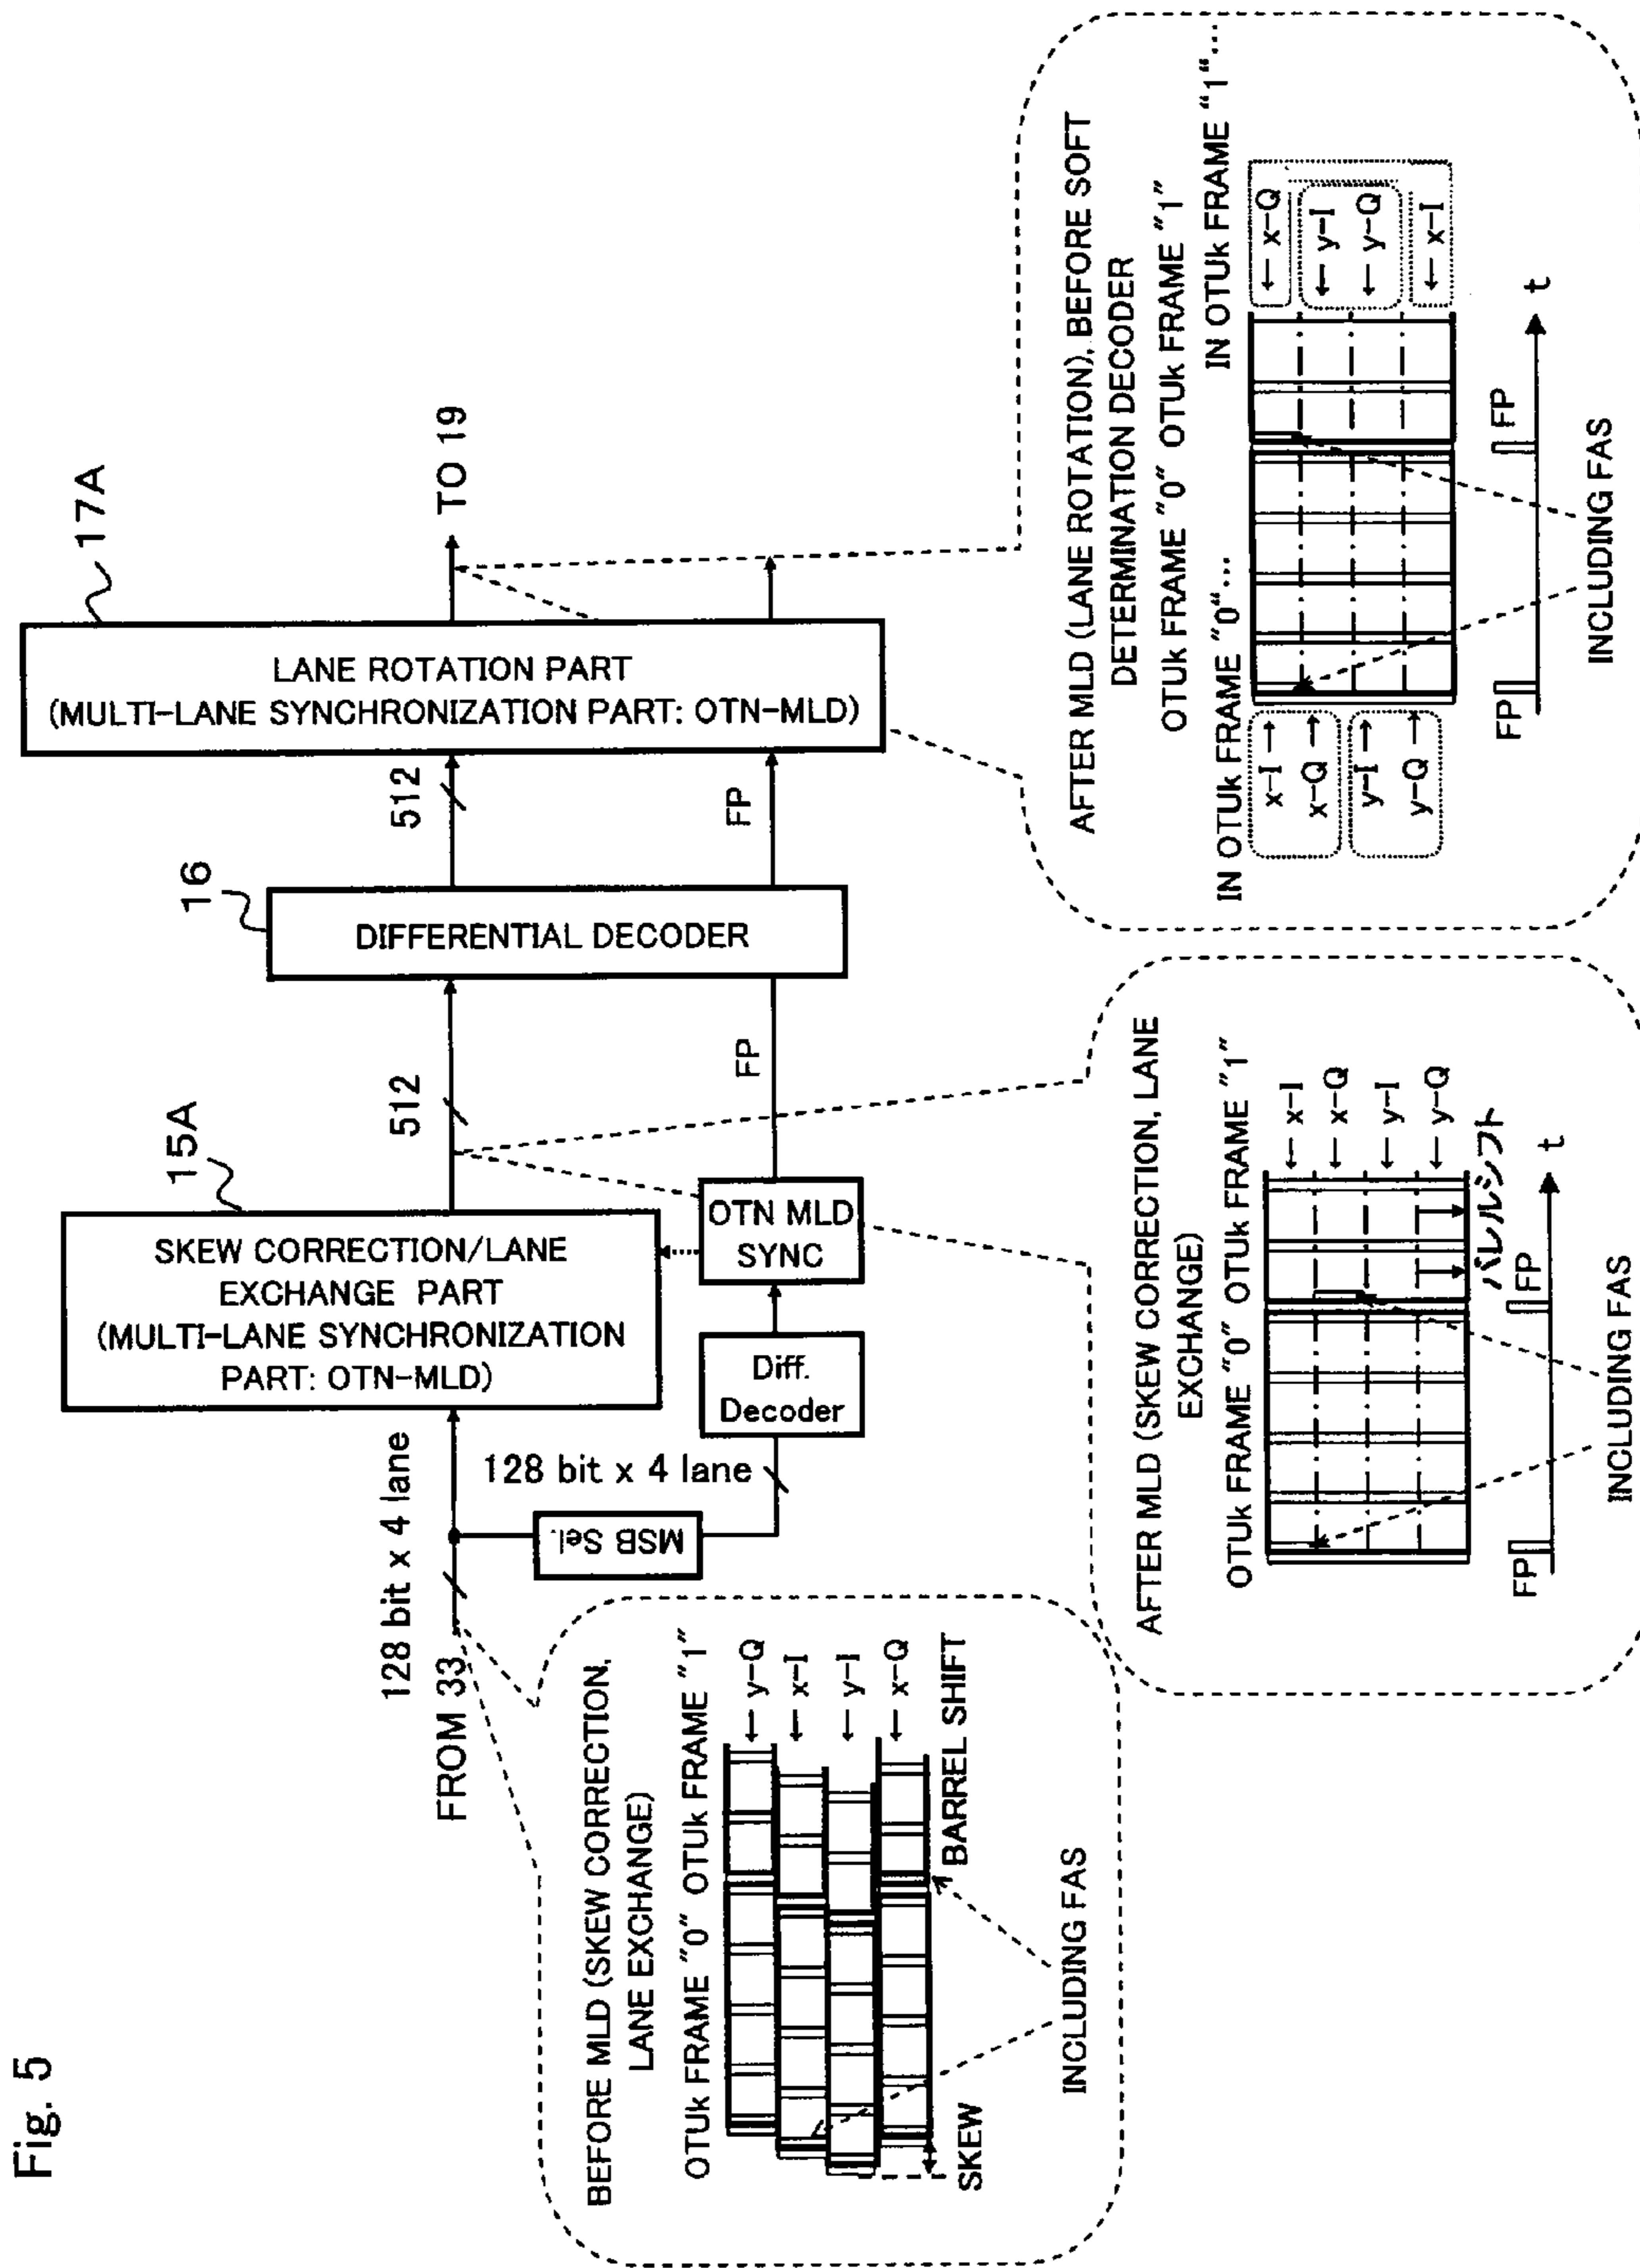 Fig. 5
128 bit x 4 lane
FROM 33
MSB Sel.
128 bit x 4 lane
Diff.
Decoder
OTN MLD
SYNC
15A
SKEW CORRECTION/LANE
EXCHANGE PART
(MULTI-LANE SYNCHRONIZATION
PART: OTN-MLD)
512
FP
16
DIFFERENTIAL DECODER
512
FP
17A
LANE ROTATION PART
(MULTI-LANE SYNCHRONIZATION PART: OTN-MLD)
TO 19
BEFORE MLD (SKEW CORRECTION,
LANE EXCHANGE)
OTUk FRAME "0" OTUk FRAME "1"
← y-Q
← x-I
← y-I
← x-Q
SKEW
BARREL SHIFT
INCLUDING FAS
AFTER MLD (SKEW CORRECTION, LANE
EXCHANGE)
OTUk FRAME "0" OTUk FRAME "1"
← x-I
← x-Q
← y-I
← y-Q
バレルシフト
FP
FP
t
INCLUDING FAS
AFTER MLD (LANE ROTATION), BEFORE SOFT
DETERMINATION DECODER
OTUk FRAME "0" OTUk FRAME "1"
IN OTUk FRAME "0"...
IN OTUk FRAME "1"...
x-I →
x-Q →
y-I →
y-Q →
← x-Q
← y-I
← y-Q
← x-I
FP
FP
t
INCLUDING FAS